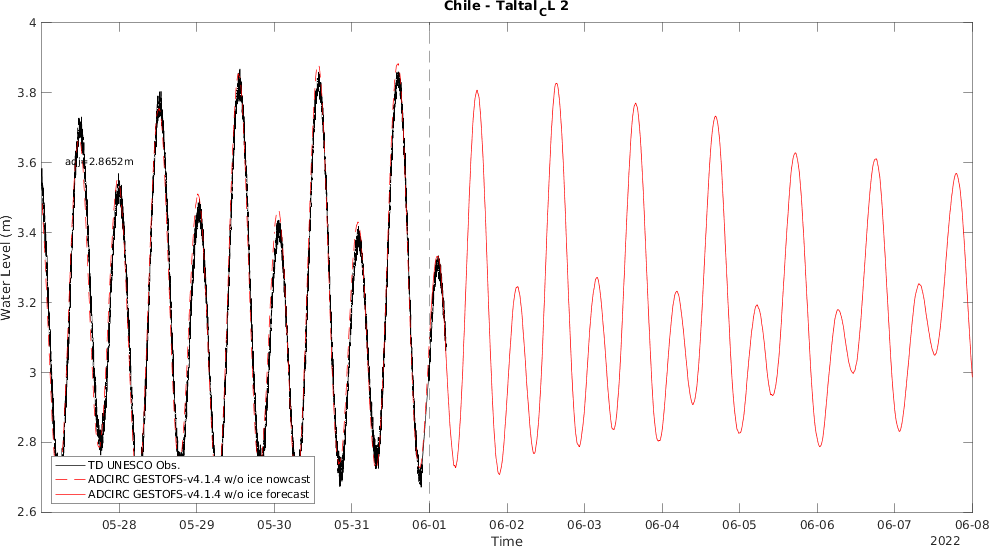 Chile - Taltal_CL 2
4
3.8
3.6
3.4
3.2
3
2.8
2.6
Water Level (m)
adj=2.8652m
TD UNESCO Obs.
ADCIRC GESTOFS-v4.1.4 w/o ice nowcast
ADCIRC GESTOFS-v4.1.4 w/o ice forecast
05-28 05-29 05-30 05-31 06-01 06-02 06-03 06-04 06-05 06-06 06-07 06-08
Time
2022